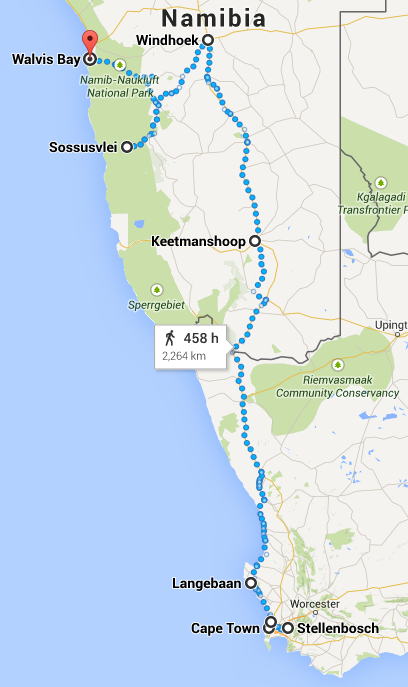 Namibia
Windhoek
Walvis Bay
Namib-Naukluft
National Park
Sossusvlei
Kgalagadi
Transfrontier P
Keetmanshoop
Sperrgebiet
458 h
2,264 km
Upingt
Riemvasmaak
Community Conservancy
Langebaan
Worcester
Cape Town
Stellenbosch